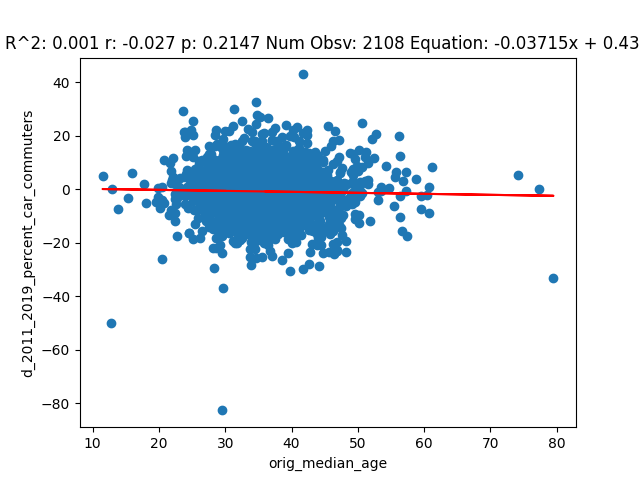 R^2: 0.001 r: -0.027 p: 0.2147 Num Obsv: 2108 Equation: -0.03715x + 0.43
d_2011_2019_percent_car_commuters
40
20
0
−20
−40
−60
−80
10 20 30 40 50 60 70 80
orig_median_age